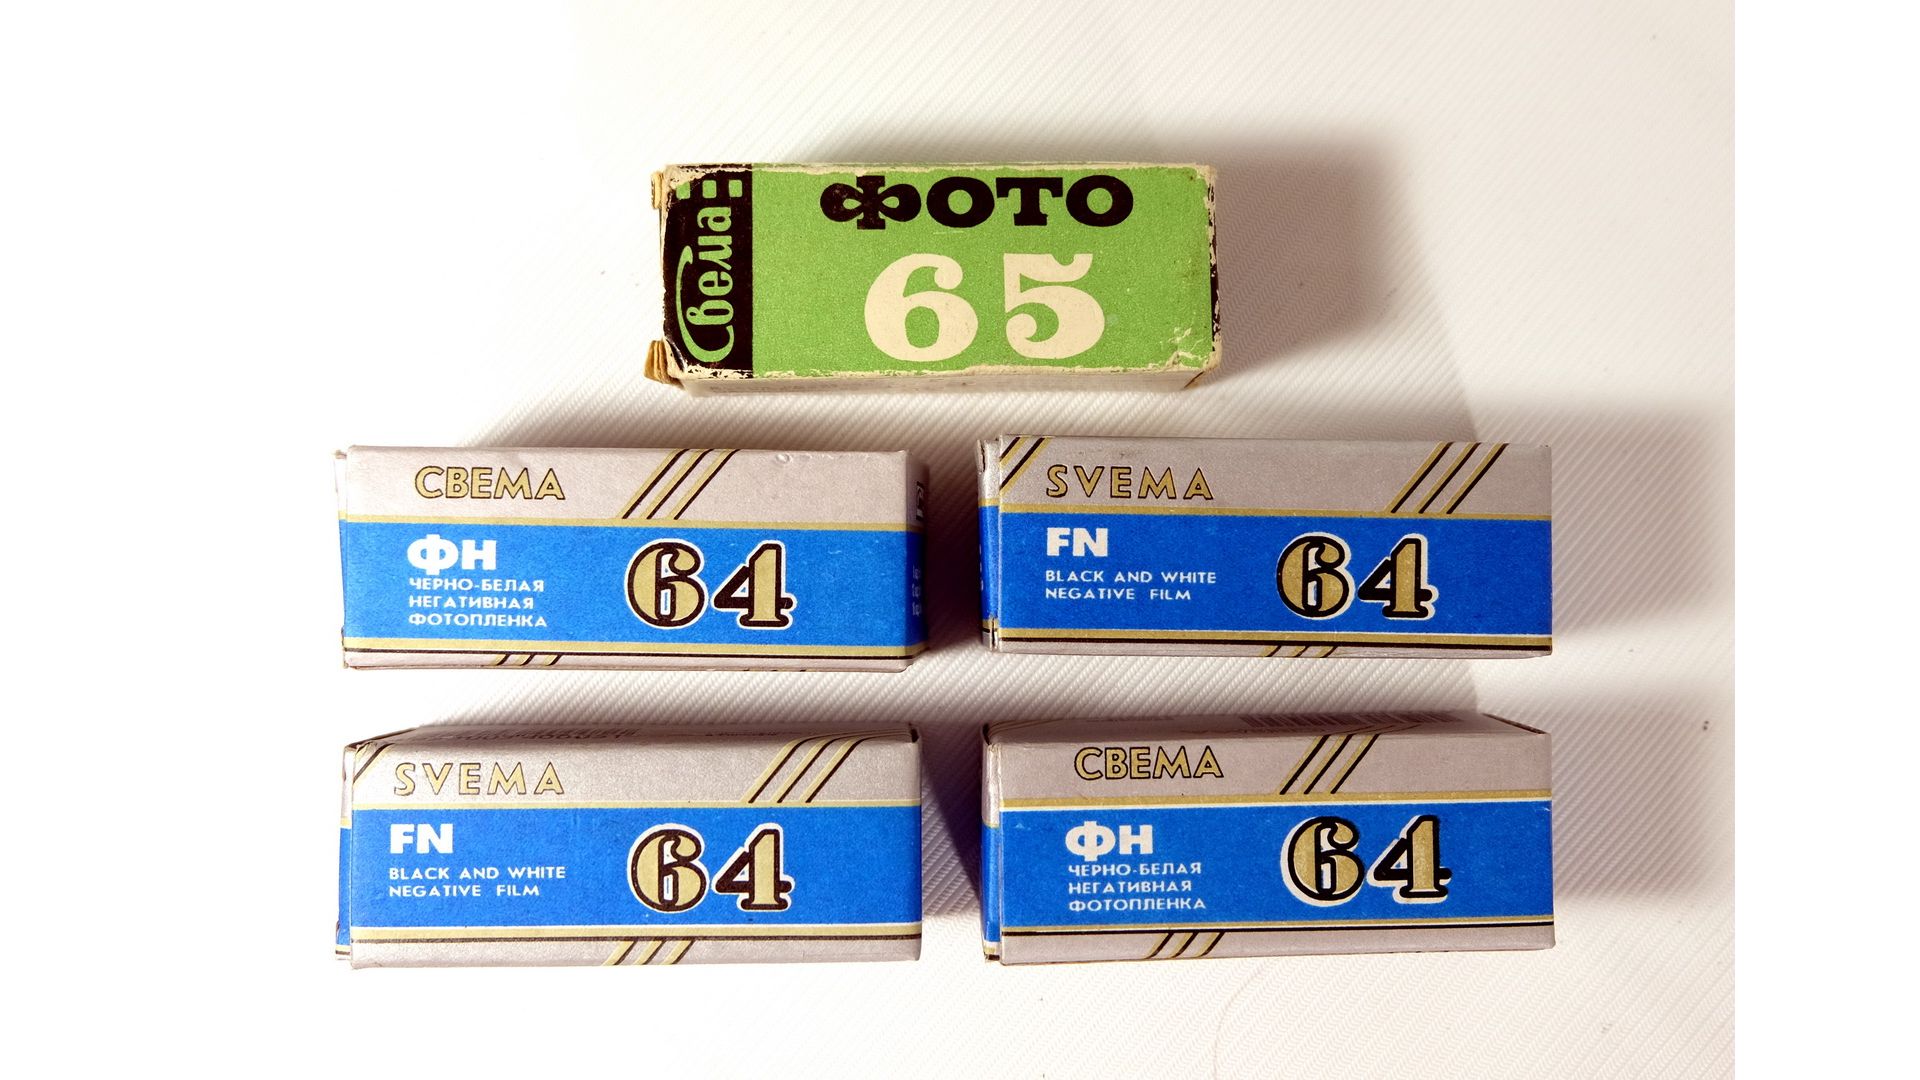 Свема
ФОТО
65
СВЕМА
ФН
ЧЕРНО-БЕЛАЯ
НЕГАТИВНАЯ
ФОТОПЛЕНКА
64
SVEMA
FN
BLACK AND WHITE
NEGATIVE FILM
64
SVEMA
FN
BLACK AND WHITE
NEGATIVE FILM
64
СВЕМА
ФН
ЧЕРНО-БЕЛАЯ
НЕГАТИВНАЯ
ФОТОПЛЕНКА
64